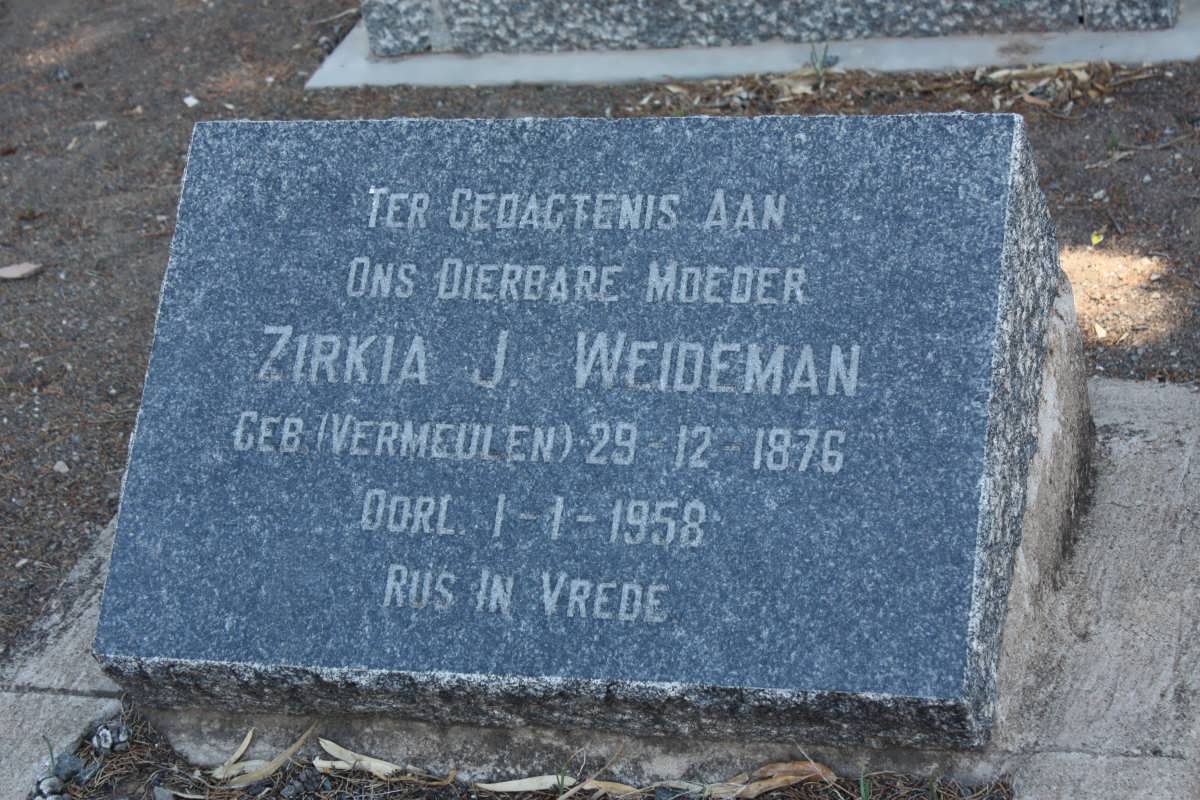 TER GEDAGTENIS AAN
ONS DIERBARE MOEDER
ZIRKIA J. WEIDEMAN
GEB. (VERMEULEN) 29-12-1876
OORL. 1-1-1958
RUS IN VREDE